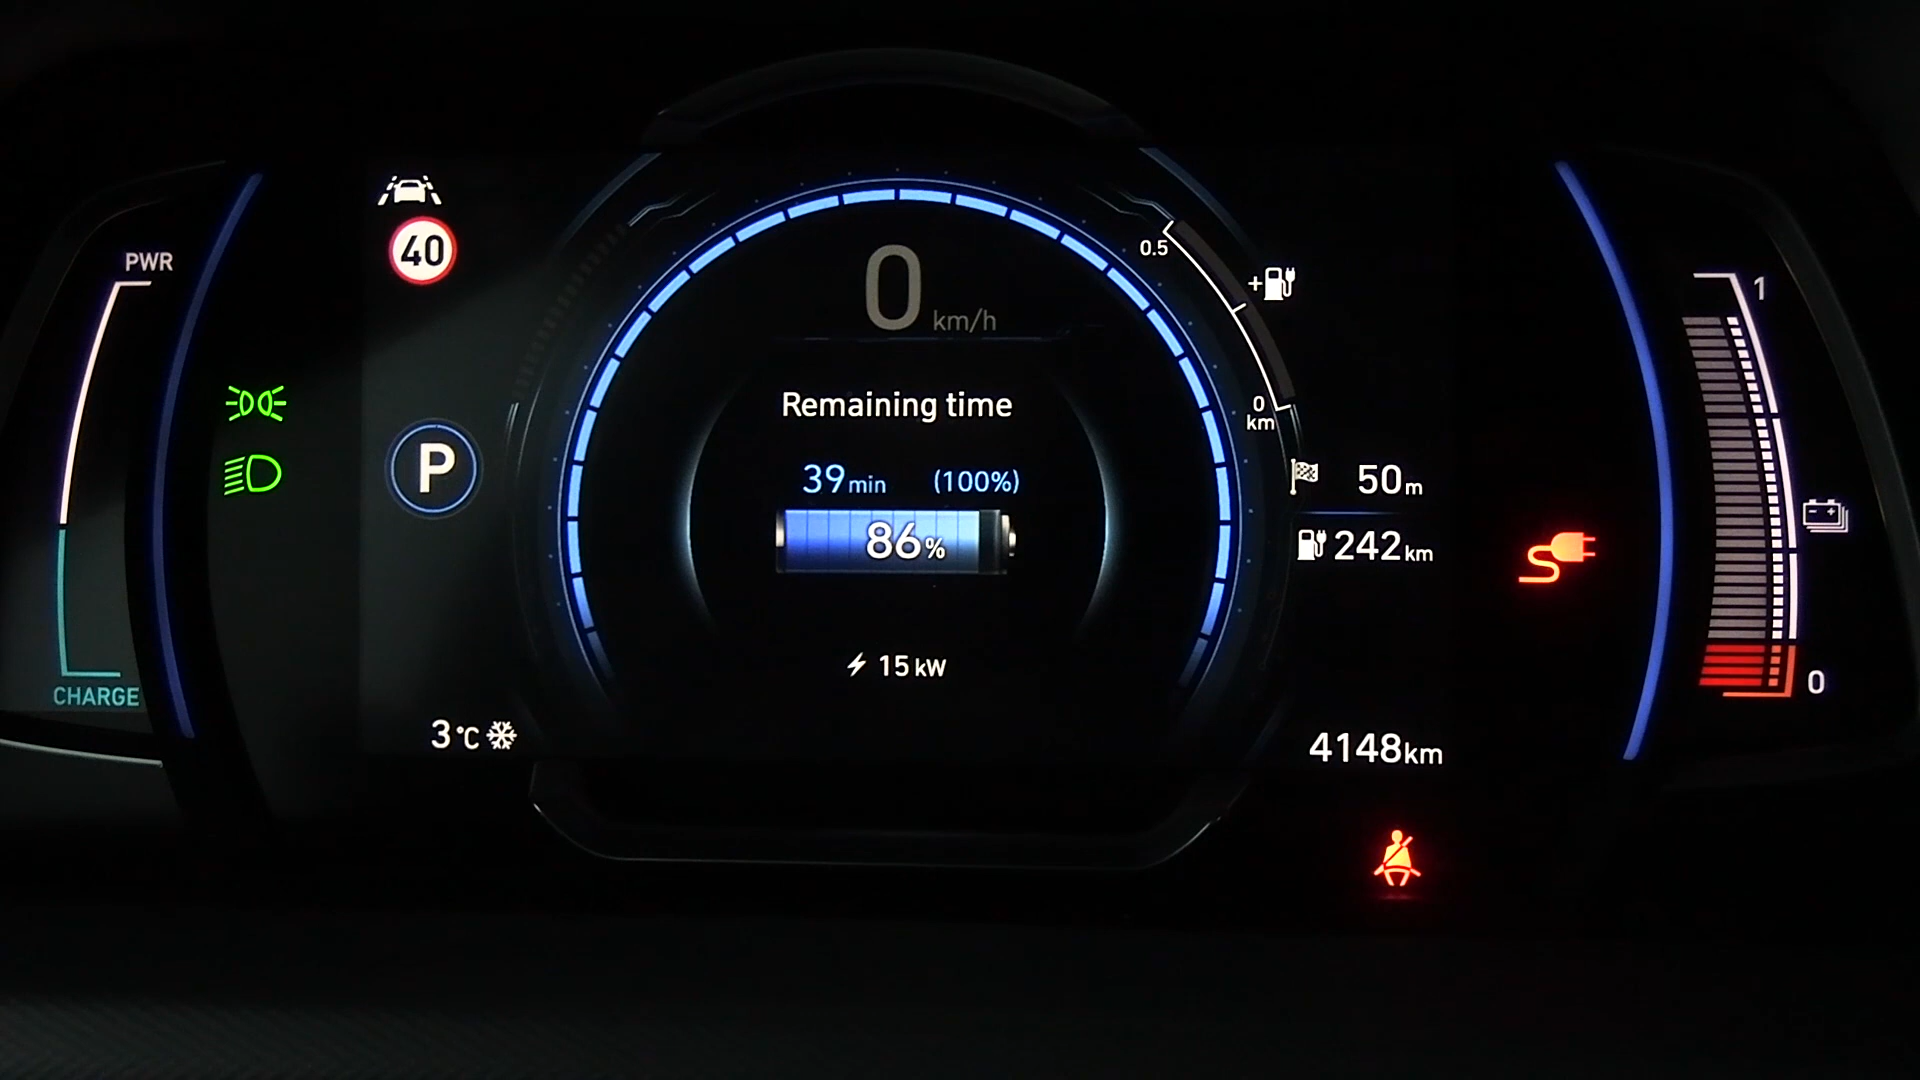 PWR
CHARGE
40
P
3°C
0 km/h
Remaining time
39min (100%)
86%
15 kW
0.5
+
0
km
50m
242km
4148km
1
0